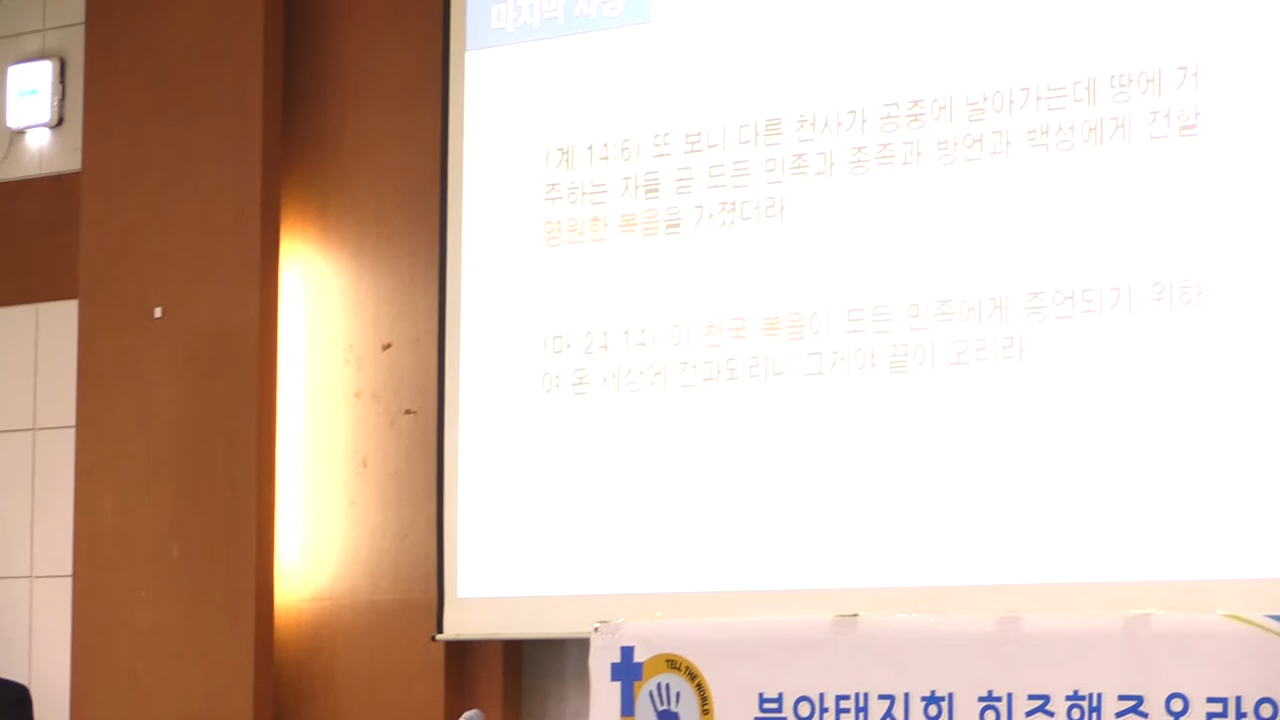 마지막 사명
(계 14:6) 또 보니 다른 천사가 공중에 날아가는데 땅에 거
주하는 자들 곧 모든 민족과 종족과 방언과 백성에게 전할
영원한 복음을 가졌더라
(마 24:14) 이 천국 복음이 모든 민족에게 증언되기 위하
여 온 세상에 전파되리니 그제야 끝이 오리라
TELL THE WORLD